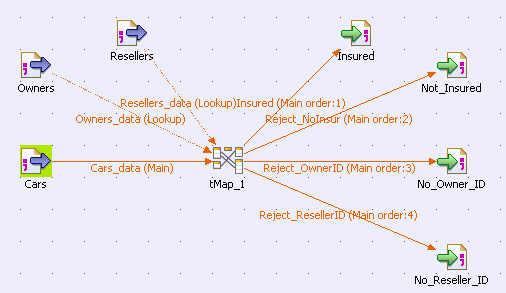 Resellers
Insured
Owners
Not_Insured
Resellers_data (Lookup)
Insured (Main order:1)
Owners_data (Lookup)
Reject_NoInsur (Main order:2)
Cars_data (Main)
Reject_OwnerID (Main order:3)
Cars
tMap_1
No_Owner_ID
Reject_ResellerID (Main order:4)
No_Reseller_ID